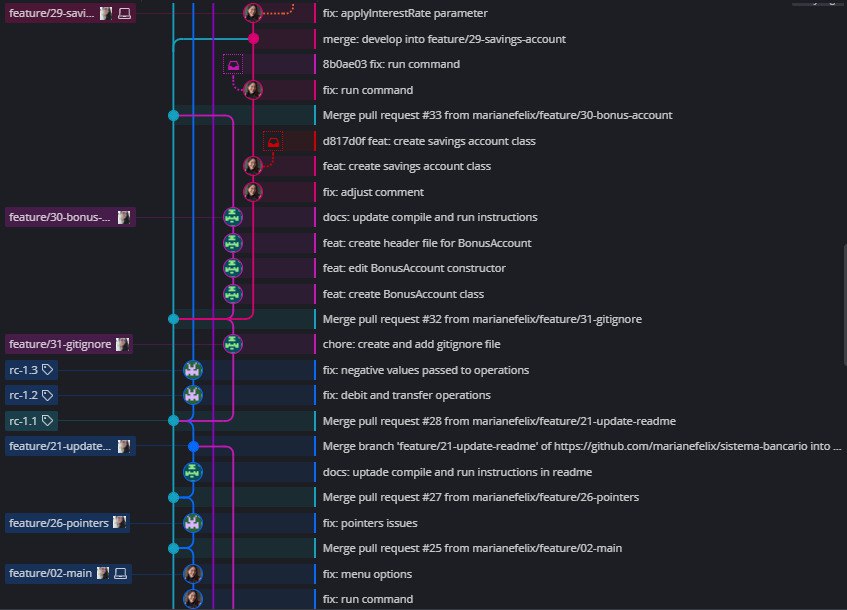 feature/29-savi... fix: applyInterestRate parameter
merge: develop into feature/29-savings-account
8b0ae03 fix: run command
fix: run command
Merge pull request #33 from marianefelix/feature/30-bonus-account
d817d0f feat: create savings account class
feat: create savings account class
fix: adjust comment
feature/30-bonus-... docs: update compile and run instructions
feat: create header file for BonusAccount
feat: edit BonusAccount constructor
feat: create BonusAccount class
Merge pull request #32 from marianefelix/feature/31-gitignore
feature/31-gitignore chore: create and add gitignore file
rc-1.3 fix: negative values passed to operations
rc-1.2 fix: debit and transfer operations
rc-1.1 Merge pull request #28 from marianefelix/feature/21-update-readme
feature/21-update... Merge branch 'feature/21-update-readme' of https://github.com/marianefelix/sistema-bancario into ...
docs: uptade compile and run instructions in readme
Merge pull request #27 from marianefelix/feature/26-pointers
feature/26-pointers fix: pointers issues
Merge pull request #25 from marianefelix/feature/02-main
feature/02-main fix: menu options
fix: run command